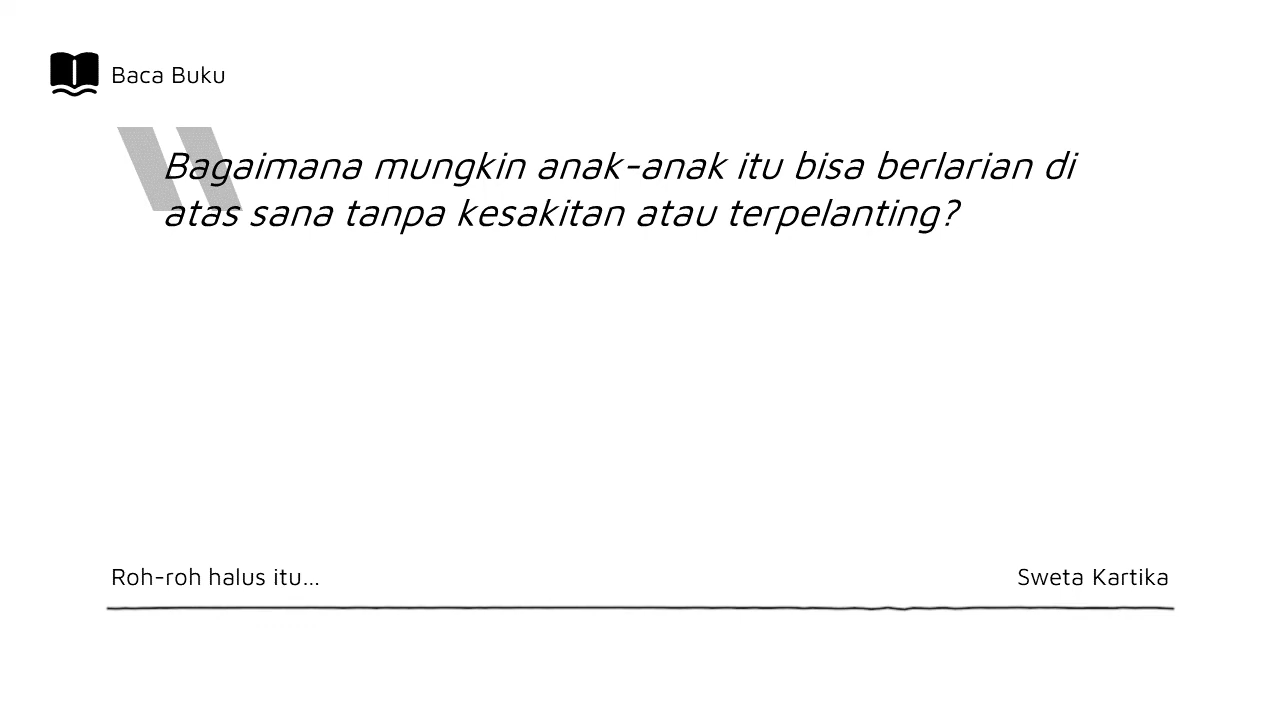 Baca Buku
Bagaimana mungkin anak-anak itu bisa berlarian di
atas sana tanpa kesakitan atau terpelanting?
Roh-roh halus itu...
Sweta Kartika